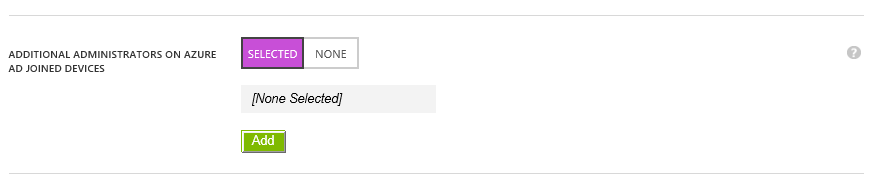 ADDITIONAL ADMINISTRATORS ON AZURE
AD JOINED DEVICES
SELECTED NONE
?
[None Selected]
Add